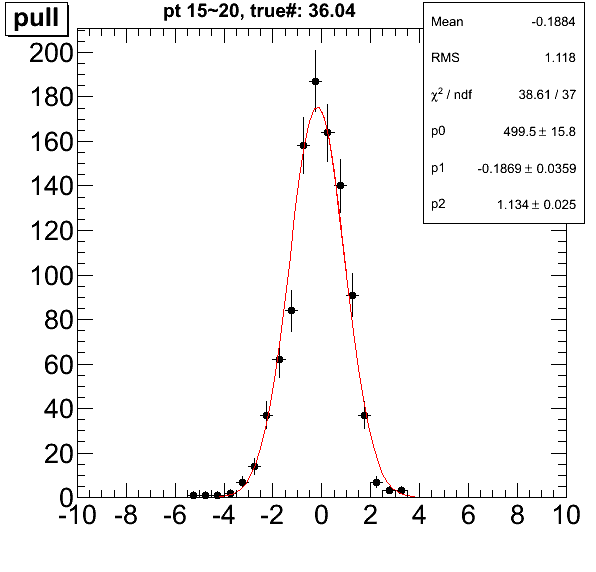 pull
pt 15~20, true#: 36.04
Mean -0.1884
RMS 1.118
χ² / ndf 38.61 / 37
p0 499.5 ± 15.8
p1 -0.1869 ± 0.0359
p2 1.134 ± 0.025
200
180
160
140
120
100
80
60
40
20
0
-10 -8 -6 -4 -2 0 2 4 6 8 10